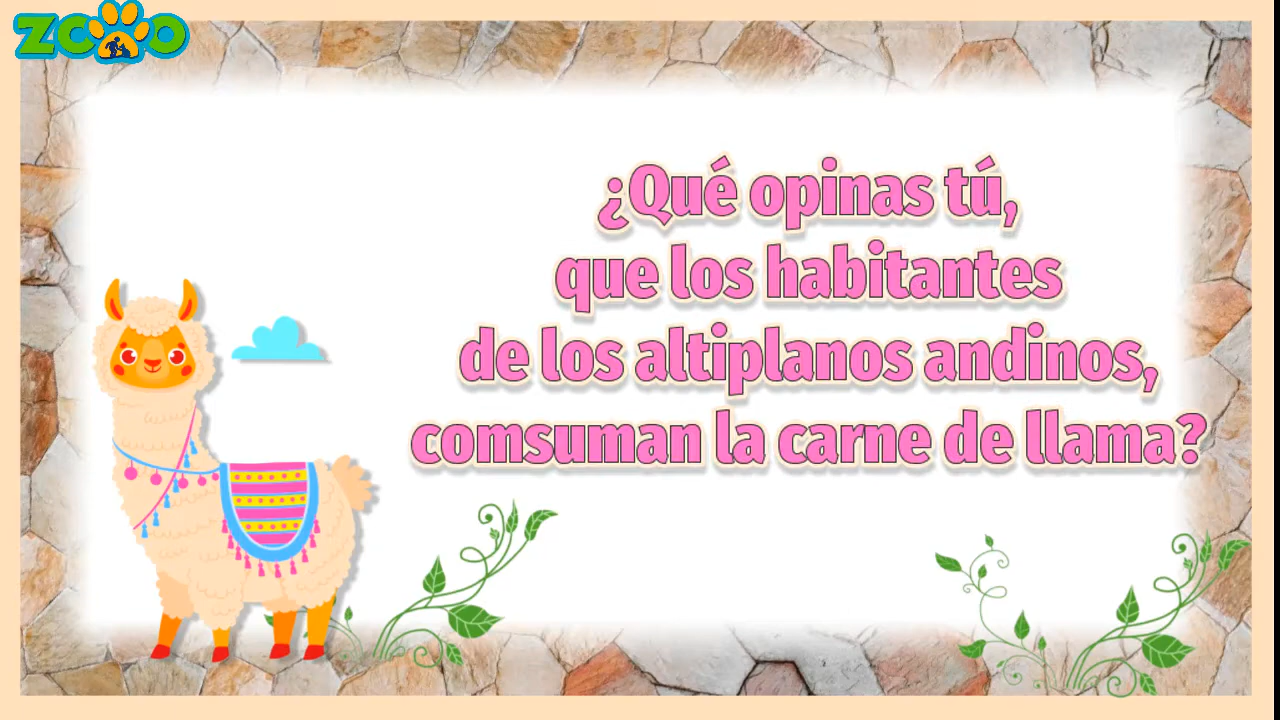 ZOO
¿Qué opinas tú,
que los habitantes
de los altiplanos andinos,
comsuman la carne de llama?